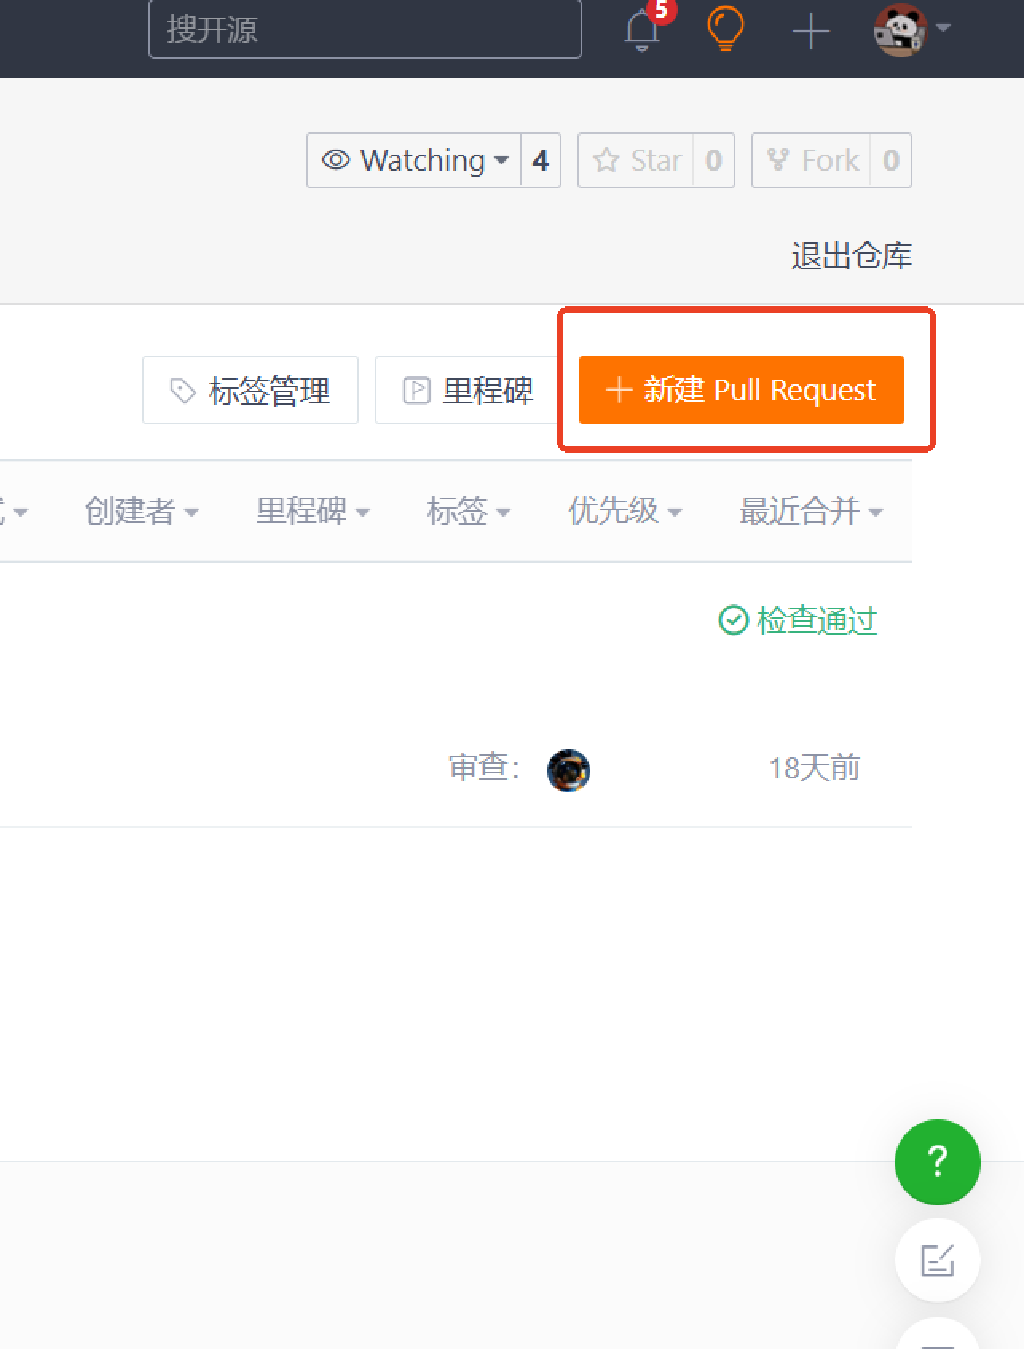 搜开源
5
Watching 4 Star 0 Fork 0
退出仓库
标签管理 里程碑 新建 Pull Request
创建者 里程碑 标签 优先级 最近合并
检查通过
审查: 18天前
?